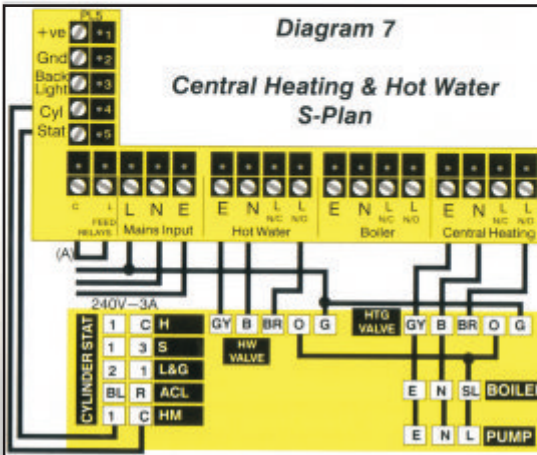 PL5
Diagram 7
Central Heating & Hot Water
S-Plan
+ve 1
Gnd 2
Back Light 3
Cyl 4
Stat 5
C L L N E E N L N/C L N/O E N L N/C L N/O E N L N/C L N/O
FEED RELAYS Mains Input Hot Water Boiler Central Heating
(A)
240V-3A
CYLINDER STAT
1 C H
1 3 S
2 1 L&G
BL R ACL
1 C HM
GY B BR O G
HW VALVE
HTG VALVE
GY B BR O G
E N SL BOILER
E N L PUMP